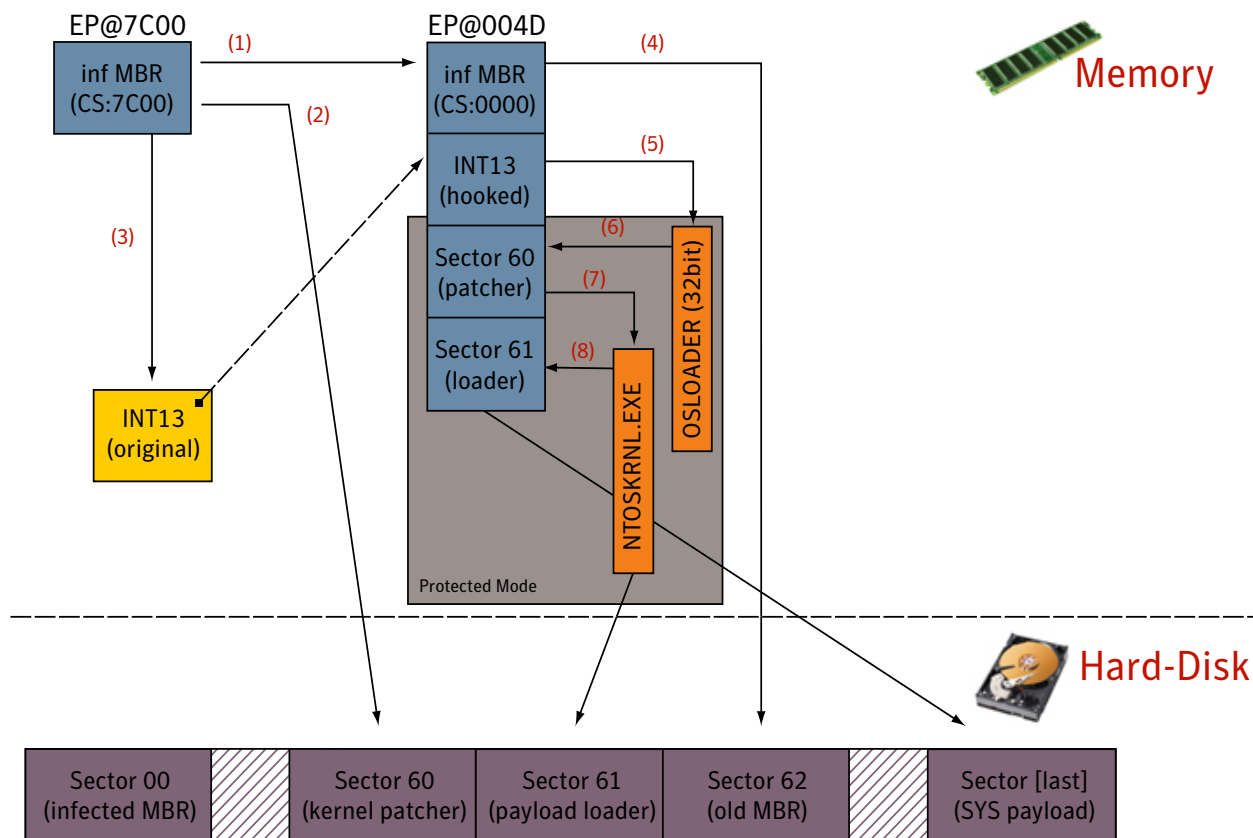 EP@7C00
(1)
EP@004D
(4)
inf MBR
(CS:7C00)
(2)
inf MBR
(CS:0000)
Memory
(5)
INT13
(hooked)
(3)
(6)
Sector 60
(patcher)
(7)
OSLOADER (32bit)
Sector 61
(loader)
(8)
NTOSKRNL.EXE
INT13
(original)
Protected Mode
Hard-Disk
Sector 00
(infected MBR)
Sector 60
(kernel patcher)
Sector 61
(payload loader)
Sector 62
(old MBR)
Sector [last]
(SYS payload)